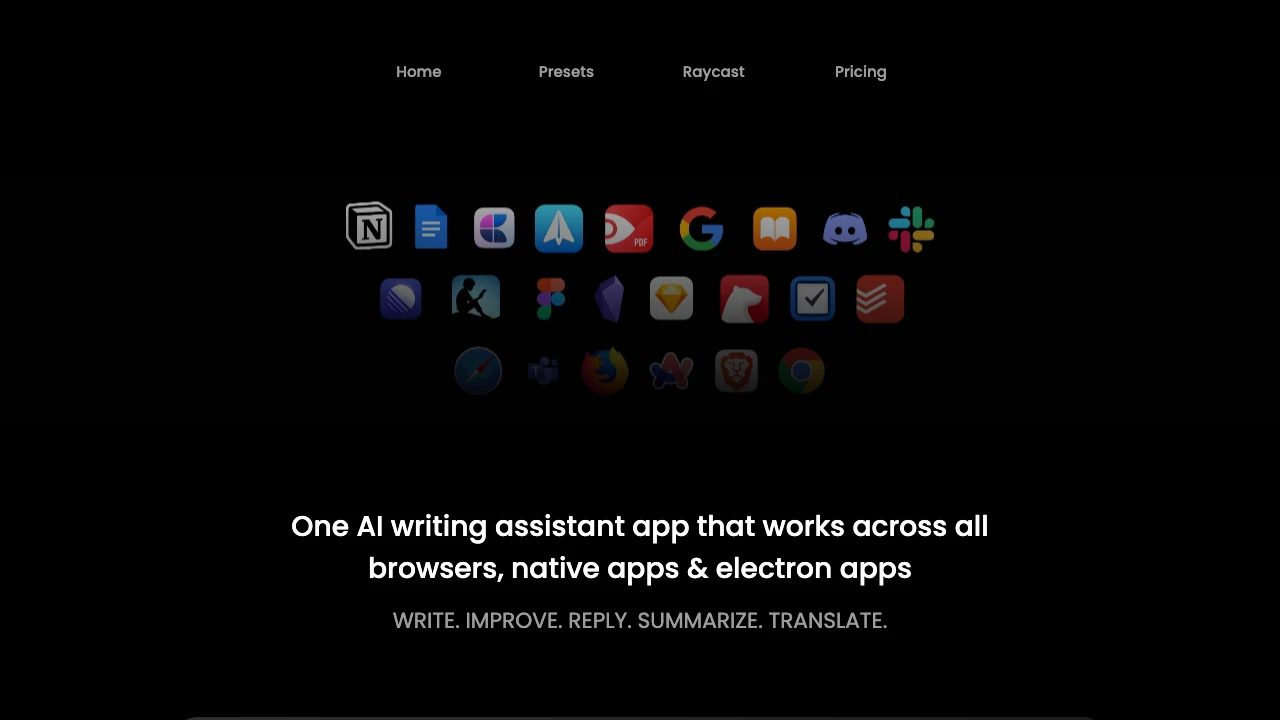 Home
Presets
Raycast
Pricing
N
PDF
G
T
One AI writing assistant app that works across all
browsers, native apps & electron apps
WRITE. IMPROVE. REPLY. SUMMARIZE. TRANSLATE.